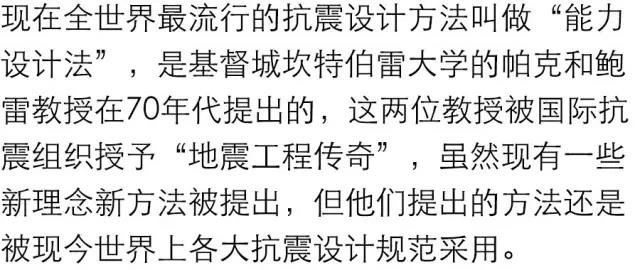 现在全世界最流行的抗震设计方法叫做“能力
设计法”，是基督城坎特伯雷大学的帕克和鲍
雷教授在70年代提出的，这两位教授被国际抗
震组织授予“地震工程传奇”，虽然现有一些
新理念新方法被提出，但他们提出的方法还是
被现今世界上各大抗震设计规范采用。